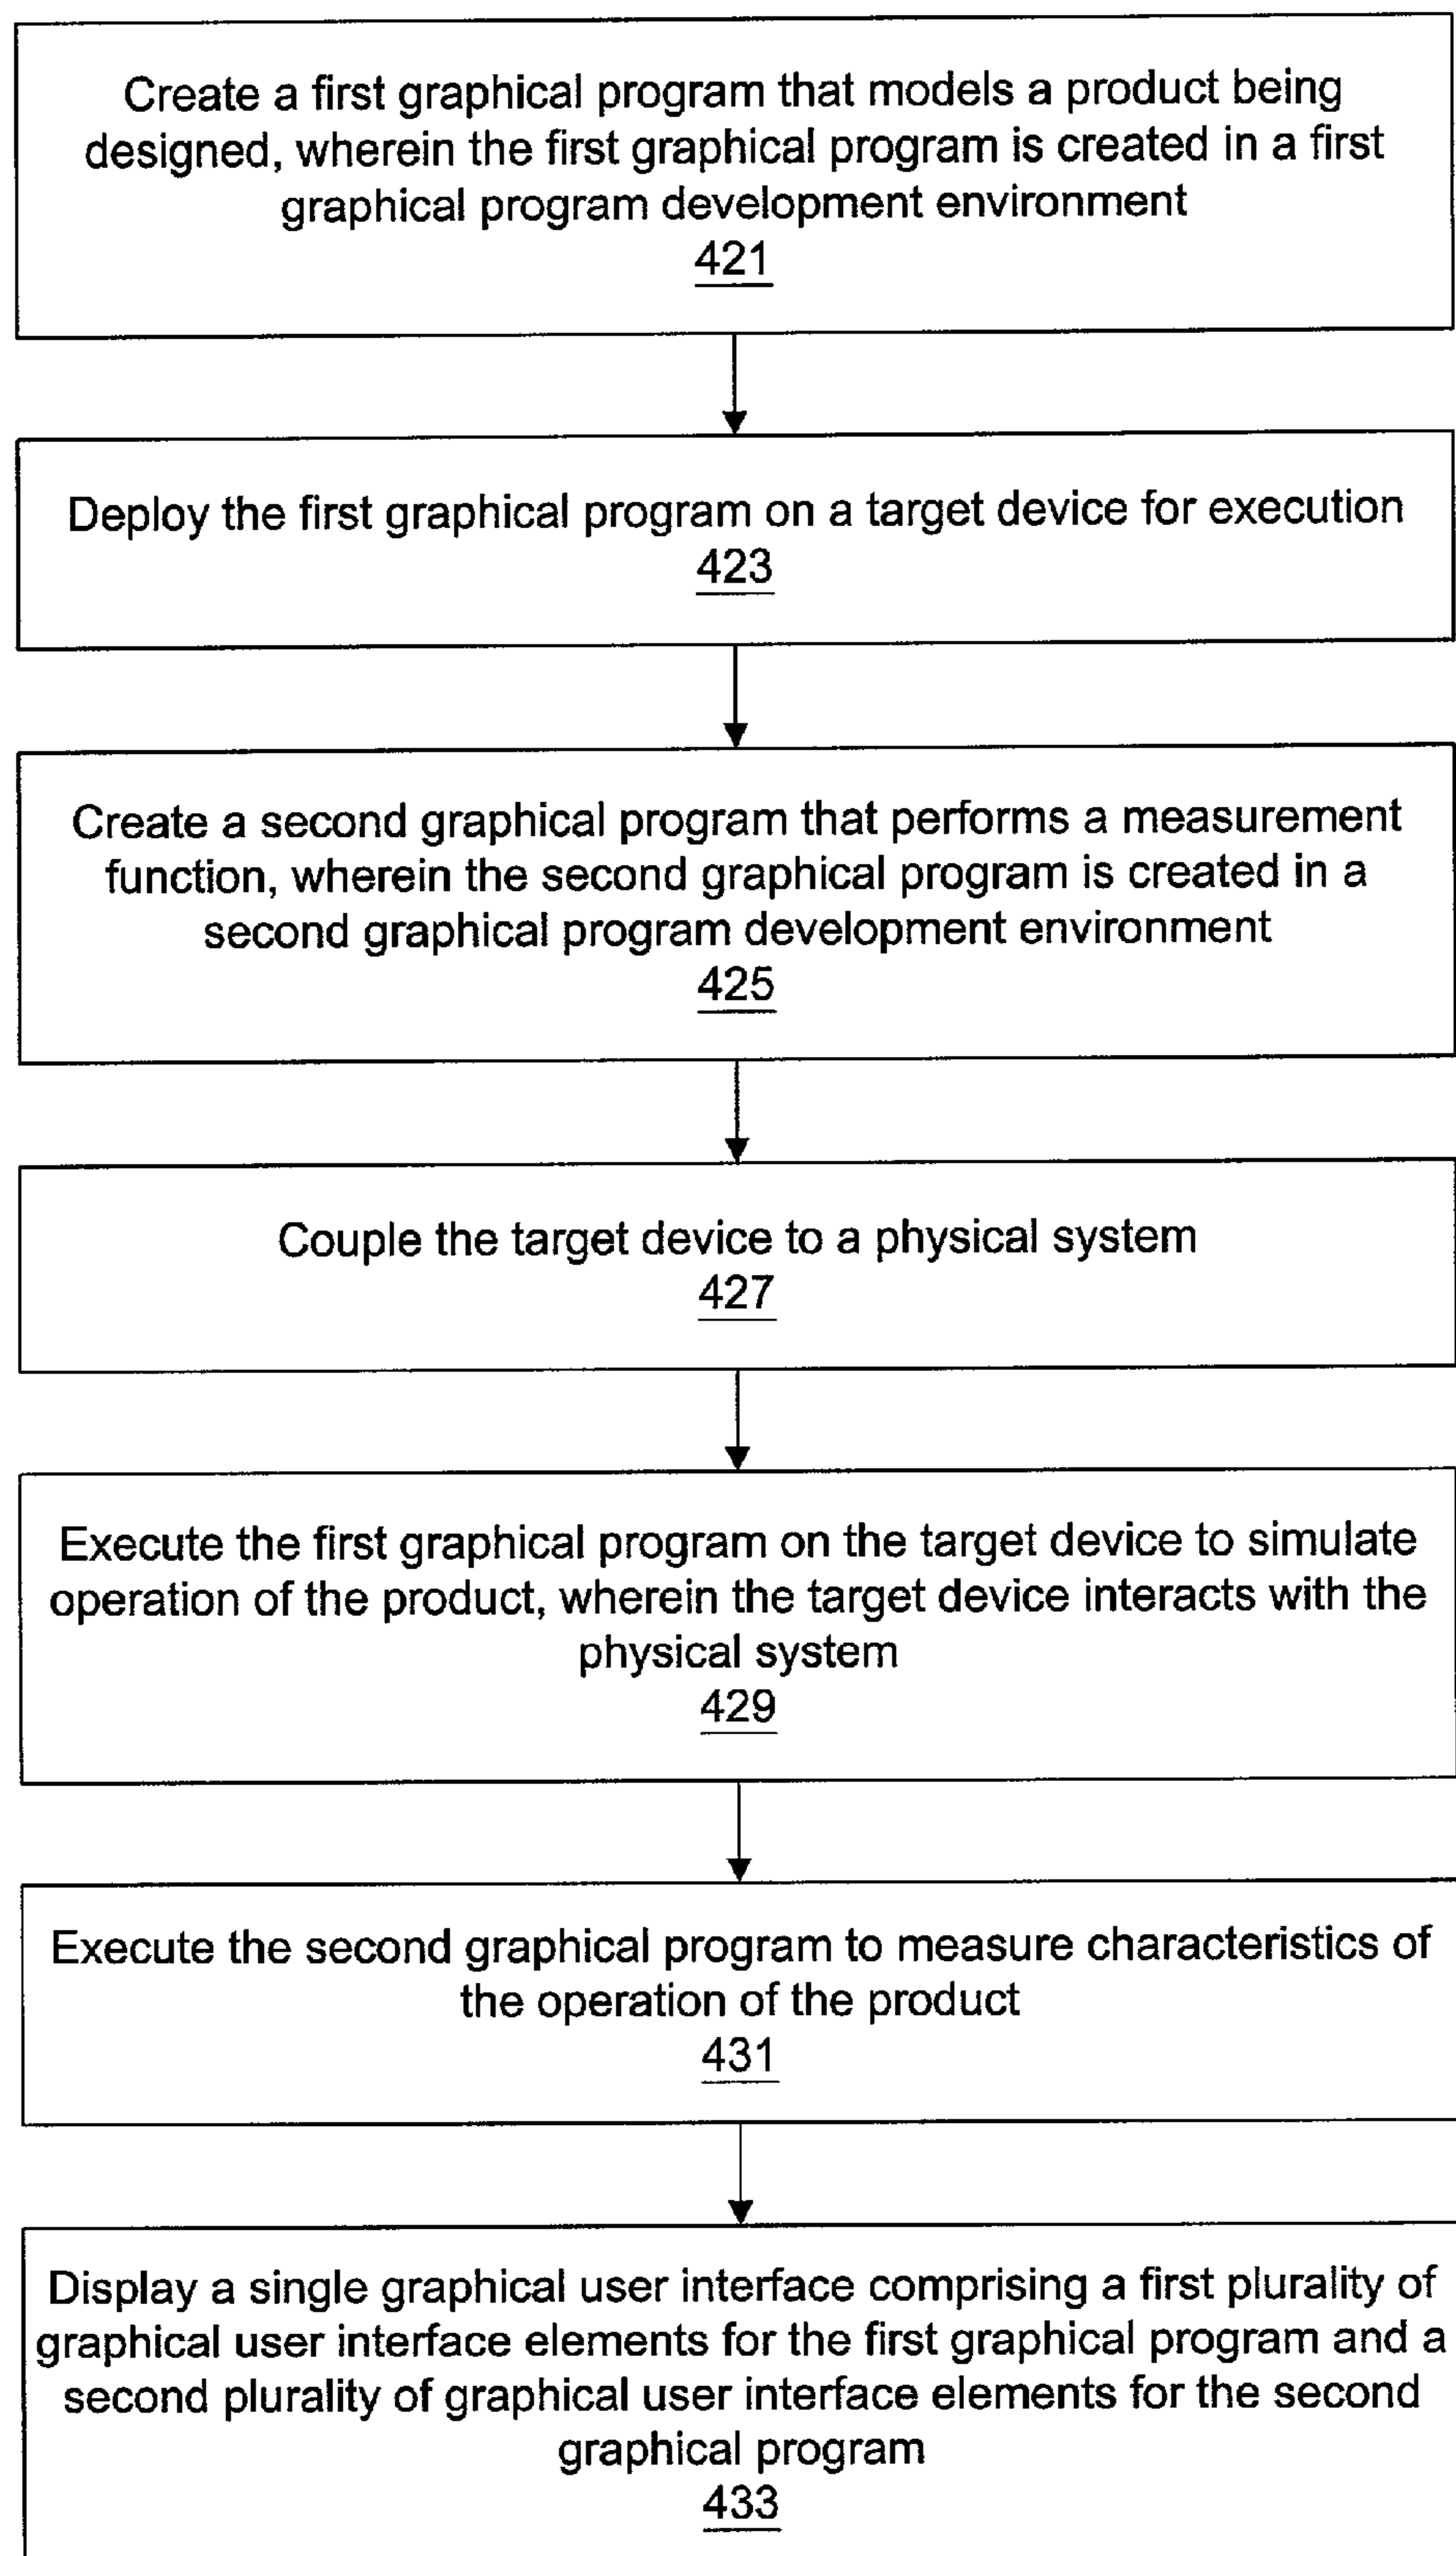 Create a first graphical program that models a product being
designed, wherein the first graphical program is created in a first
graphical program development environment
421
Deploy the first graphical program on a target device for execution
423
Create a second graphical program that performs a measurement
function, wherein the second graphical program is created in a
second graphical program development environment
425
Couple the target device to a physical system
427
Execute the first graphical program on the target device to simulate
operation of the product, wherein the target device interacts with the
physical system
429
Execute the second graphical program to measure characteristics of
the operation of the product
431
Display a single graphical user interface comprising a first plurality of
graphical user interface elements for the first graphical program and a
second plurality of graphical user interface elements for the second
graphical program
433